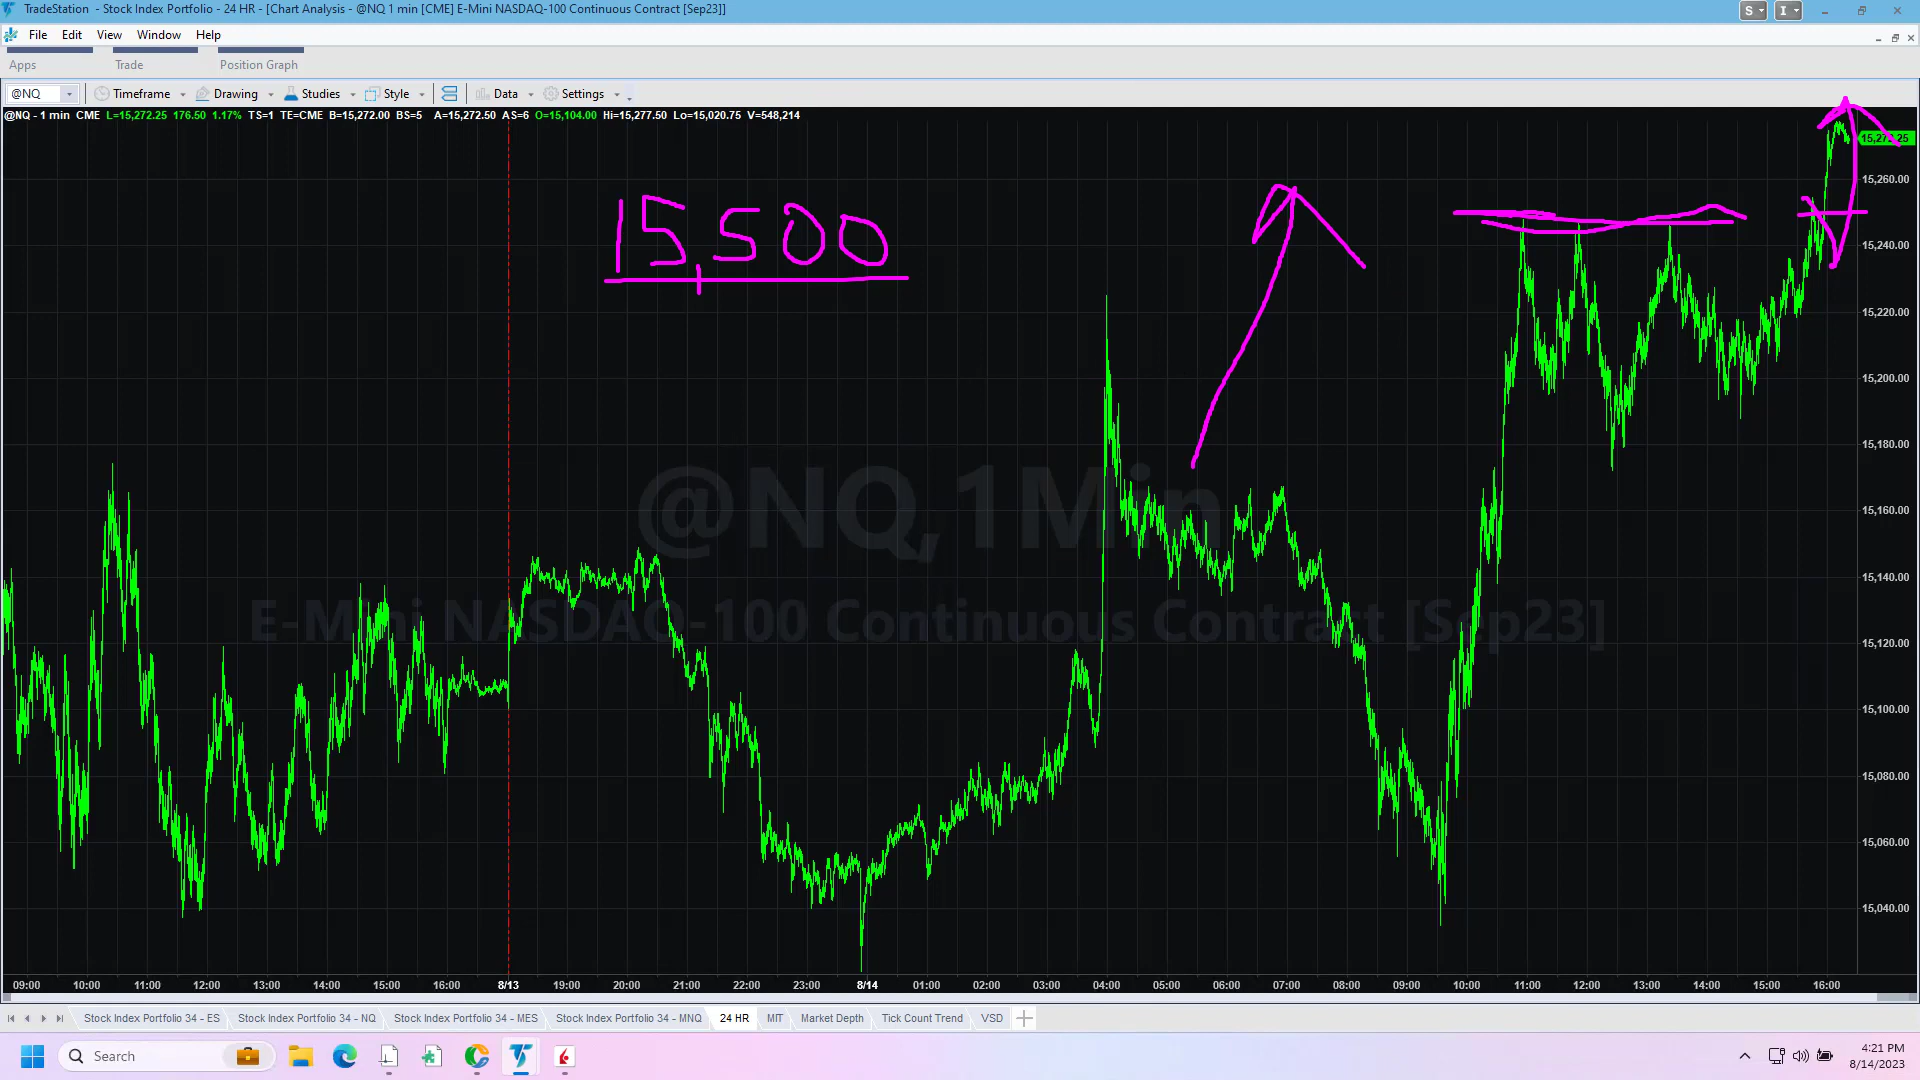 TradeStation - Stock Index Portfolio - 24 HR - [Chart Analysis - @NQ 1 min [CME] E-Mini NASDAQ-100 Continuous Contract [Sep23]]
S I
File Edit View Window Help
Apps Trade Position Graph
@NQ Timeframe Drawing Studies Style Data Settings
@NQ - 1 min CME L=15,272.25 176.50 1.17% TS=1 TE=CME B=15,272.00 BS=5 A=15,272.50 AS=6 O=15,104.00 Hi=15,277.50 Lo=15,020.75 V=548,214
15,272.25
15,260.00
15,500
15,240.00
15,220.00
15,200.00
15,180.00
@NQ,1Min
15,160.00
15,140.00
E-Mini NASDAQ-100 Continuous Contract [Sep23]
15,120.00
15,100.00
15,080.00
15,060.00
15,040.00
09:00 10:00 11:00 12:00 13:00 14:00 15:00 16:00 8/13 19:00 20:00 21:00 22:00 23:00 8/14 01:00 02:00 03:00 04:00 05:00 06:00 07:00 08:00 09:00 10:00 11:00 12:00 13:00 14:00 15:00 16:00
Stock Index Portfolio 34 - ES Stock Index Portfolio 34 - NQ Stock Index Portfolio 34 - MES Stock Index Portfolio 34 - MNQ 24 HR MIT Market Depth Tick Count Trend VSD
Search
4:21 PM
8/14/2023